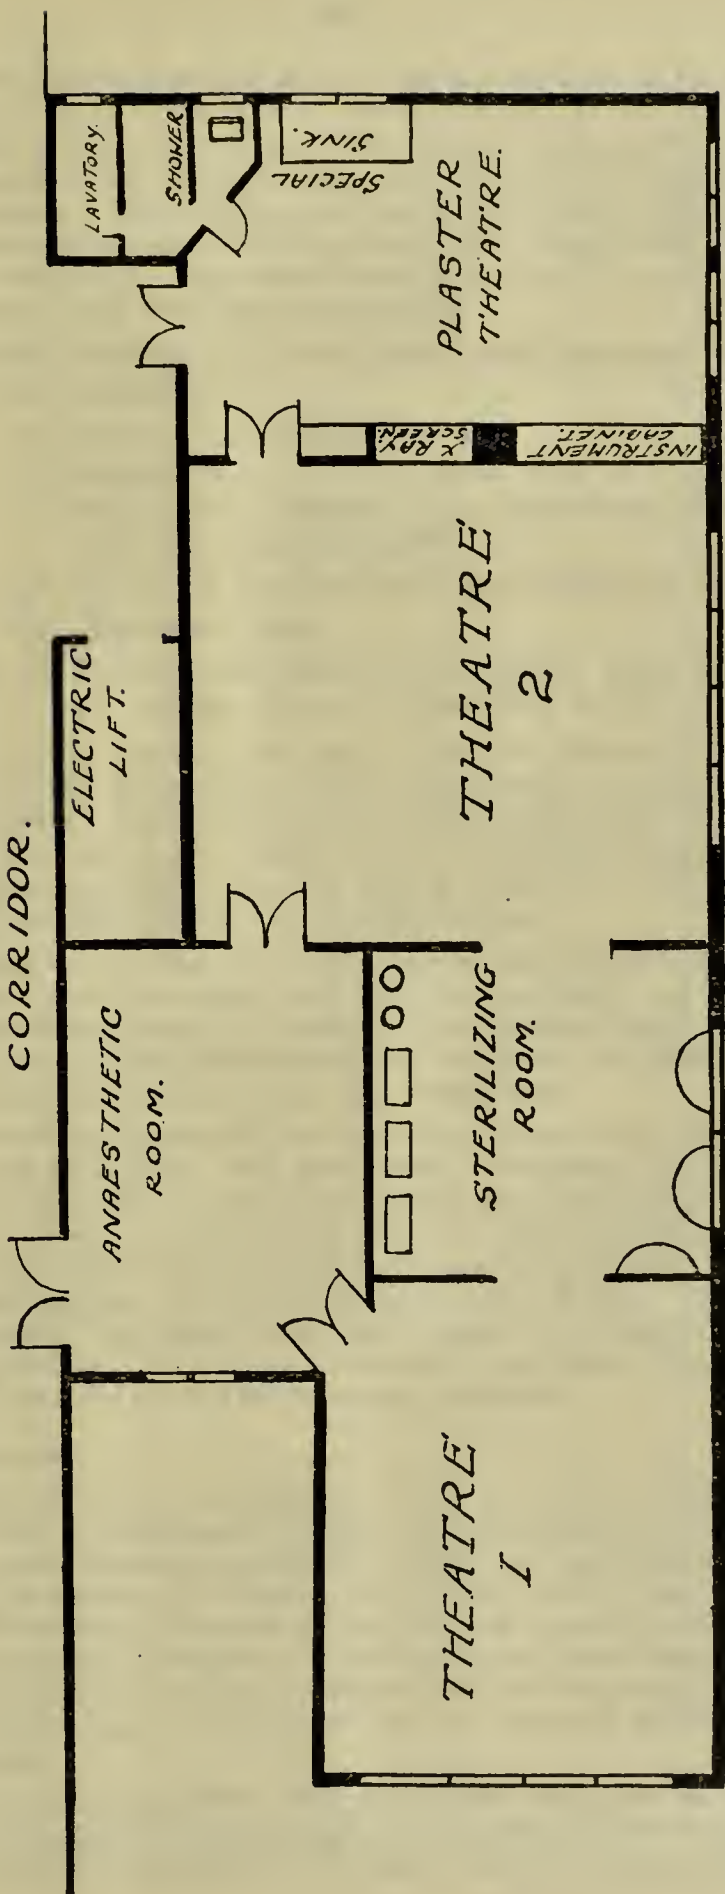 CORRIDOR.
ANAESTHETIC
ROOM.
ELECTRIC
LIFT.
LAVATORY.
SHOWER
SPECIAL
SINK.
THEATRE
I
STERILIZING
ROOM.
THEATRE
2
X RAY
SCREEN.
INSTRUMENT
CABINET.
PLASTER
THEATRE.